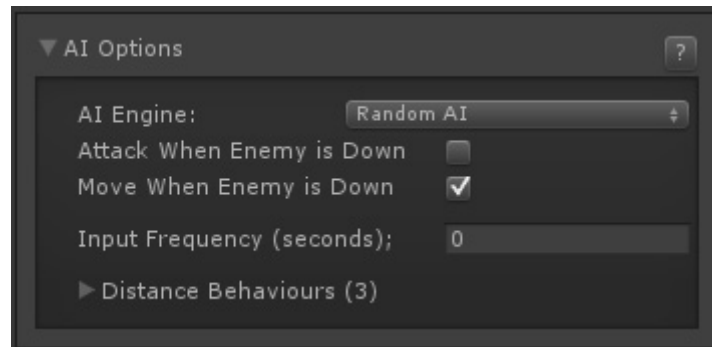 AI Options
?
AI Engine: Random AI
Attack When Enemy is Down
Move When Enemy is Down
Input Frequency (seconds); 0
Distance Behaviours (3)